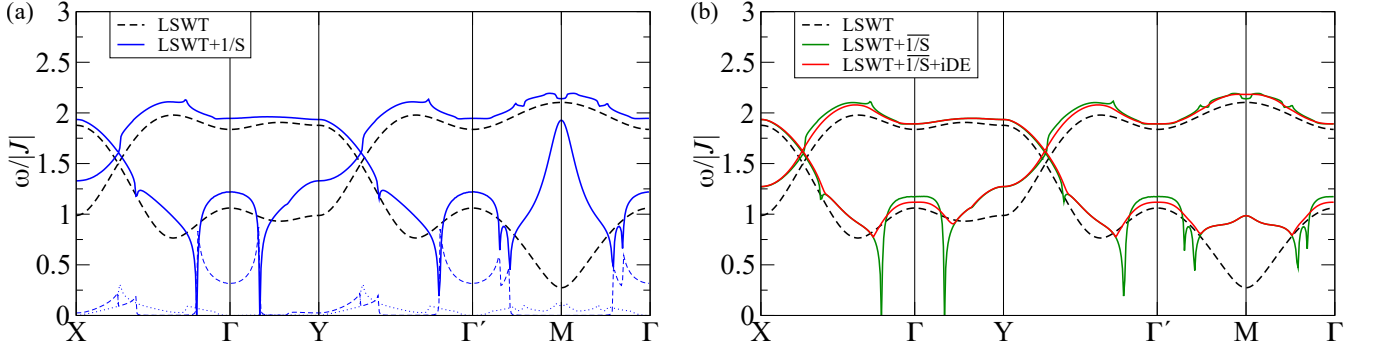 (a)
LSWT
LSWT+1/S
ω/|J|
3
2.5
2
1.5
1
0.5
0
X Γ Y Γ′ M Γ
(b)
LSWT
LSWT+1/S
LSWT+1/S+iDE
ω/|J|
3
2.5
2
1.5
1
0.5
0
X Γ Y Γ′ M Γ